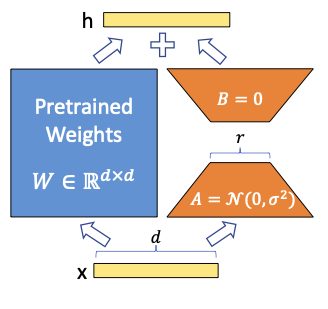 h
Pretrained
Weights
W ∈ ℝ^{d×d}
B = 0
r
A = 𝒩(0, σ²)
d
x